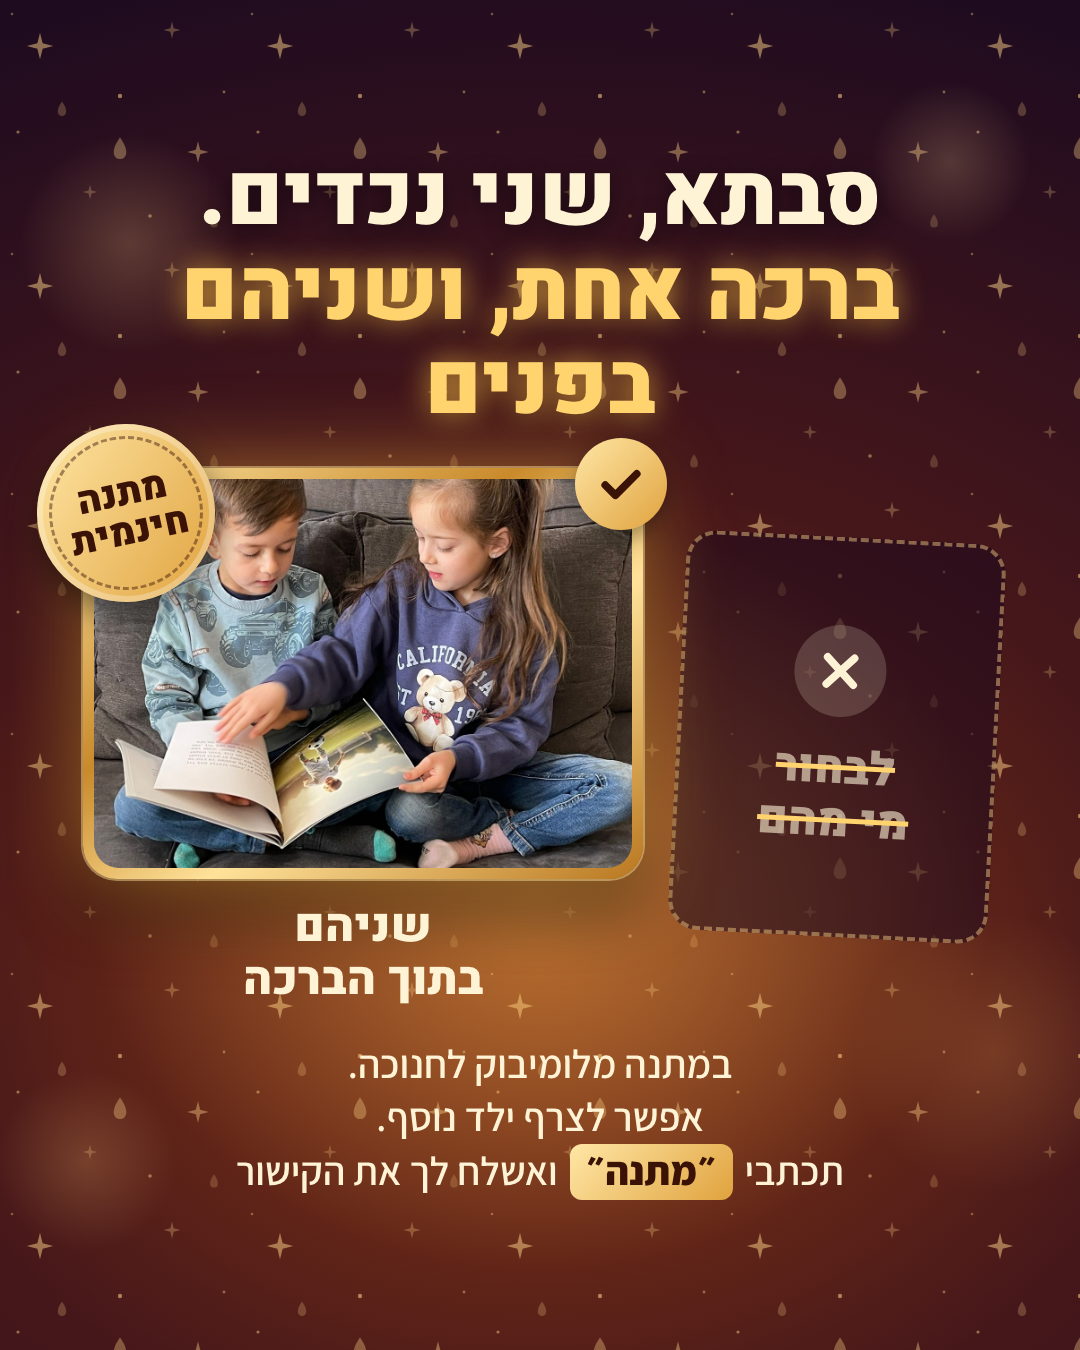 סבתא, שני נכדים.
ברכה אחת, ושניהם
בפנים
מתנה
חינמית
CALIFORNIA
לבחור
מי מהם
שניהם
בתוך הברכה
במתנה מלומיבוק לחנוכה.
אפשר לצרף ילד נוסף.
תכתבי ״מתנה״ ואשלח לך את הקישור